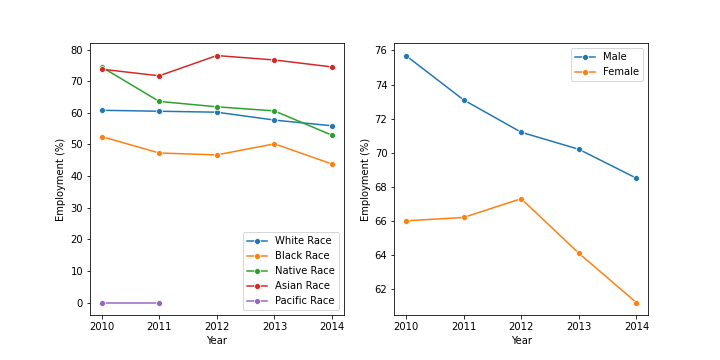 80
70
60
50
40
30
20
10
0
Employment (%)
2010 2011 2012 2013 2014
Year
White Race
Black Race
Native Race
Asian Race
Pacific Race
76
74
72
70
68
66
64
62
Employment (%)
2010 2011 2012 2013 2014
Year
Male
Female